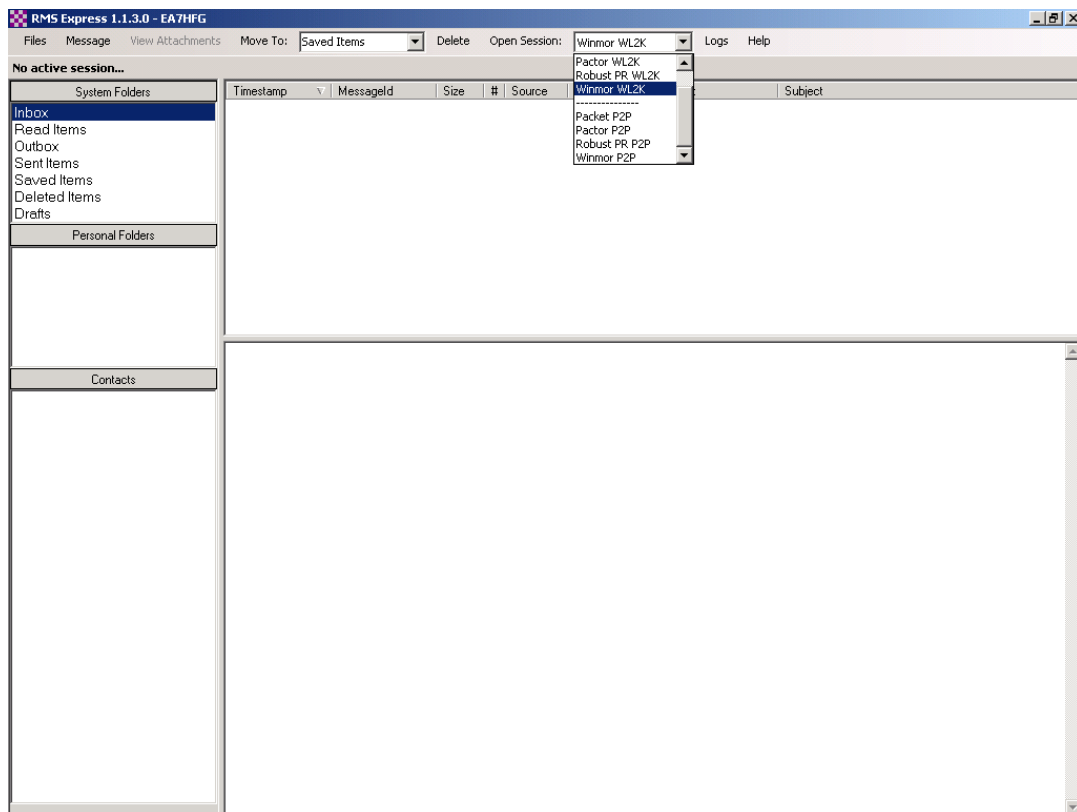 RMS Express 1.1.3.0 - EA7HFG
Files Message View Attachments Move To: Saved Items Delete Open Session: Winmor WL2K Logs Help
No active session...
System Folders
Inbox
Read Items
Outbox
Sent Items
Saved Items
Deleted Items
Drafts
Personal Folders
Contacts
Timestamp MessageId Size # Source Subject
Pactor WL2K
Robust PR WL2K
Winmor WL2K
---------------
Packet P2P
Pactor P2P
Robust PR P2P
Winmor P2P